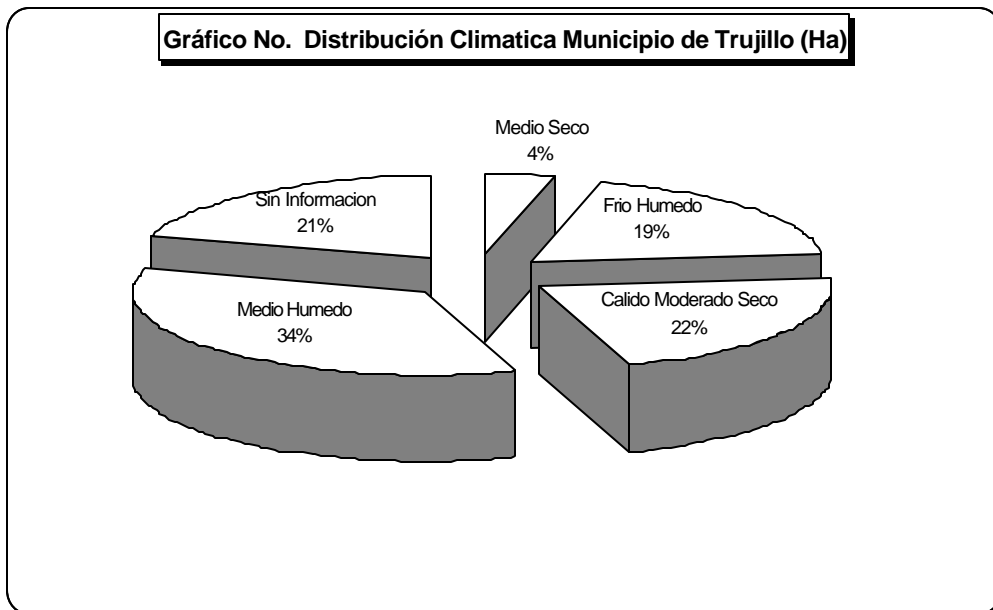 Gráfico No.  Distribución Climatica Municipio de Trujillo (Ha)
Medio Seco
4%
Sin Informacion
21%
Frio Humedo
19%
Medio Humedo
34%
Calido Moderado Seco
22%